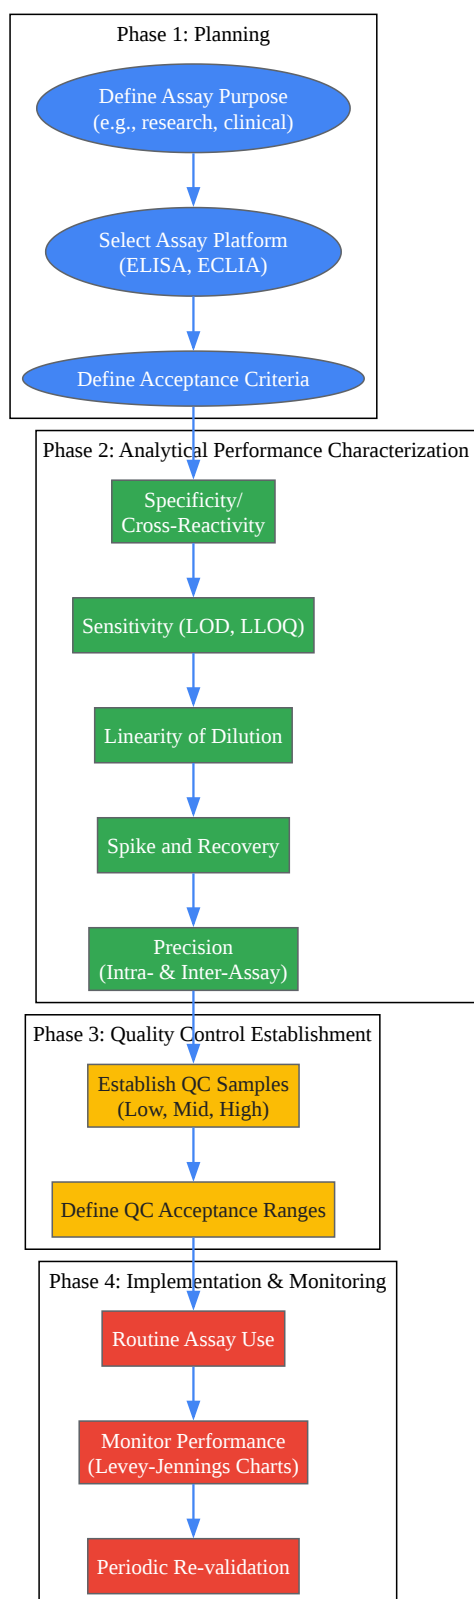 Phase 1: Planning
Define Assay Purpose
(e.g., research, clinical)
Select Assay Platform
(ELISA, ECLIA)
Define Acceptance Criteria
Phase 2: Analytical Performance Characterization
Specificity/
Cross-Reactivity
Sensitivity (LOD, LLOQ)
Linearity of Dilution
Spike and Recovery
Precision
(Intra- & Inter-Assay)
Phase 3: Quality Control Establishment
Establish QC Samples
(Low, Mid, High)
Define QC Acceptance Ranges
Phase 4: Implementation & Monitoring
Routine Assay Use
Monitor Performance
(Levey-Jennings Charts)
Periodic Re-validation